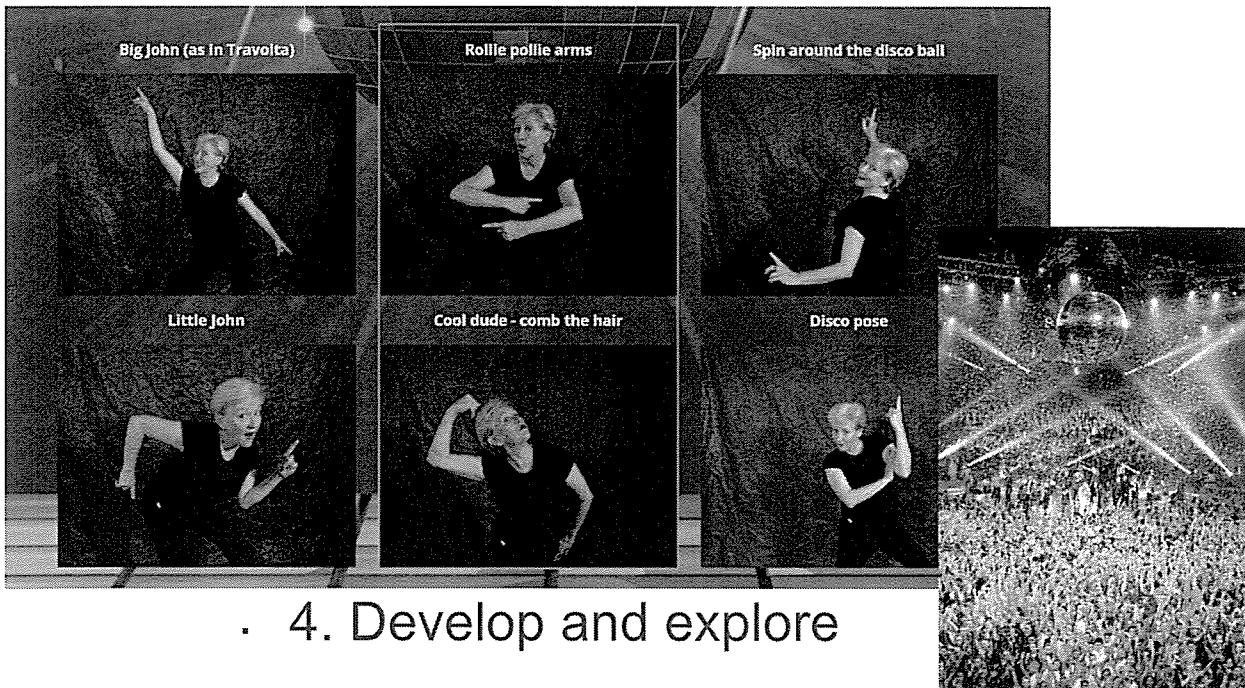 Big John (as in Travolta)
Rollie pollie arms
Spin around the disco ball
Little John
Cool dude - comb the hair
Disco pose
. 4. Develop and explore